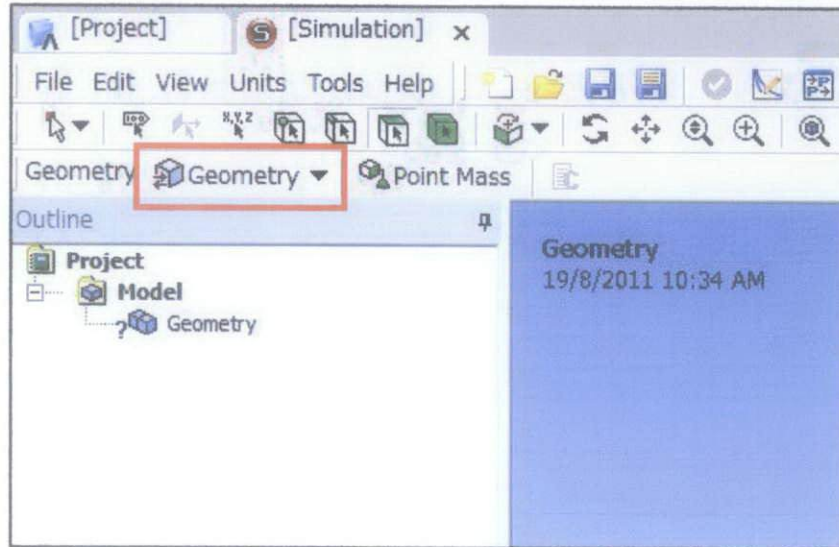 [Project] [Simulation] x
File Edit View Units Tools Help
X,Y,Z
Geometry Geometry Point Mass
Outline
Project
Model
? Geometry
Geometry
19/8/2011 10:34 AM